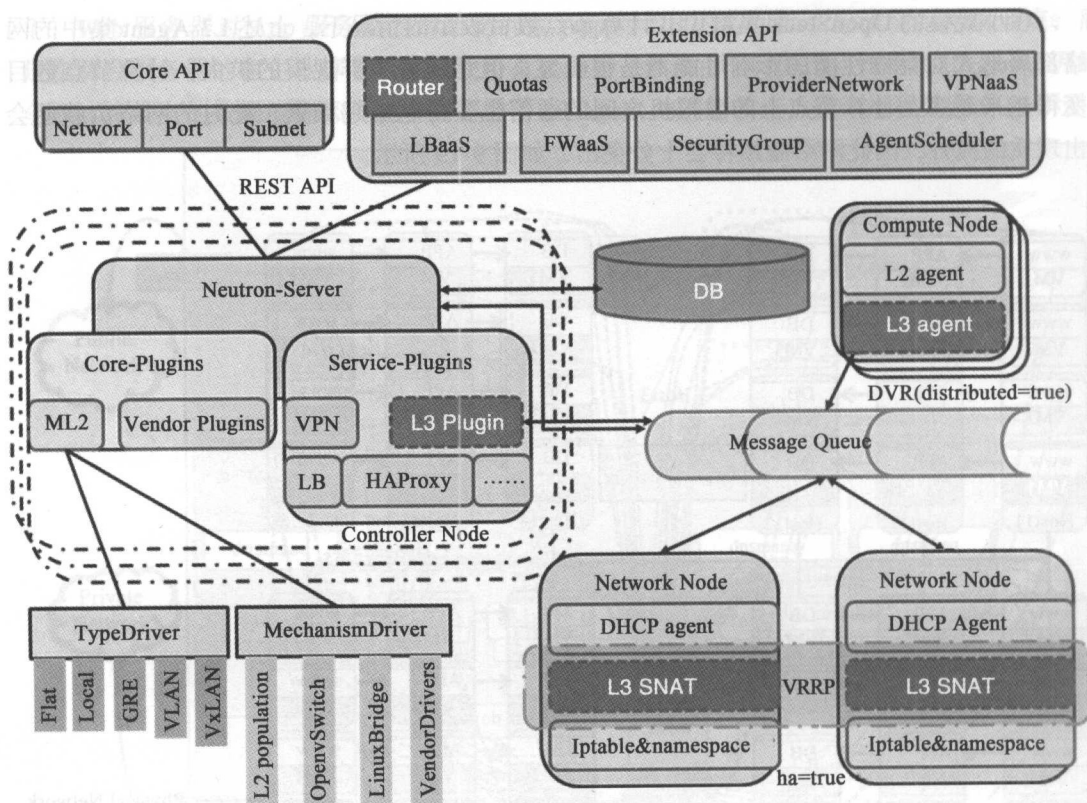 Core API
Network
Port
Subnet
Extension API
Router
Quotas
PortBinding
ProviderNetwork
VPNaaS
LBaaS
FWaaS
SecurityGroup
AgentScheduler
REST API
Neutron-Server
DB
Compute Node
L2 agent
L3 agent
DVR(distributed=true)
Core-Plugins
ML2
Vendor Plugins
Service-Plugins
VPN
L3 Plugin
LB
HAProxy
……
Controller Node
Message Queue
TypeDriver
Flat
Local
GRE
VLAN
VxLAN
MechanismDriver
L2 population
OpenvSwitch
LinuxBridge
VendorDrivers
Network Node
DHCP agent
L3 SNAT
Iptable&namespace
VRRP
ha=true
Network Node
DHCP Agent
L3 SNAT
Iptable&namespace